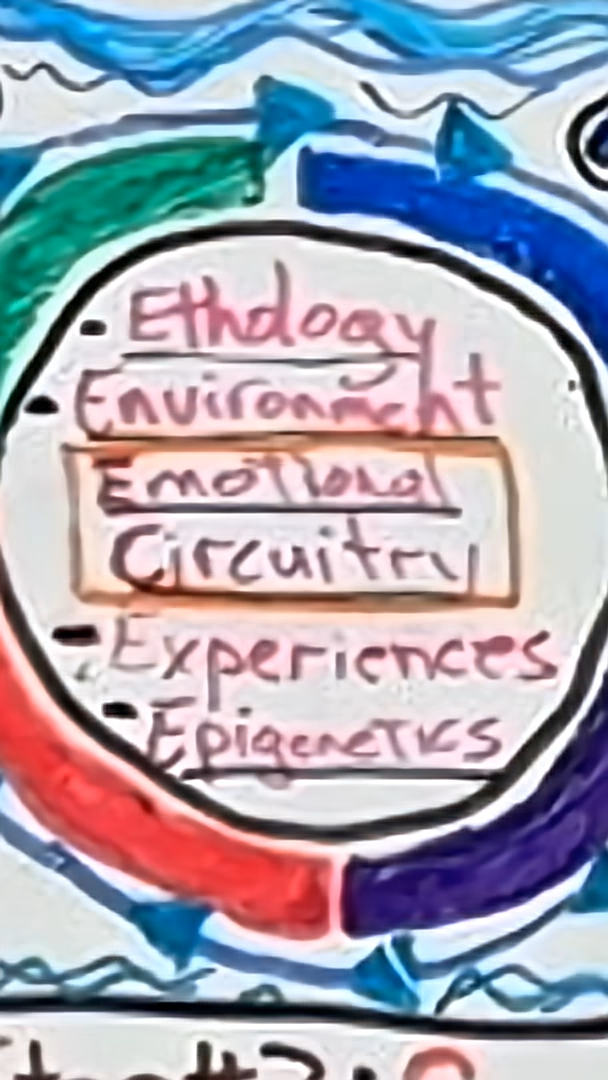 - Ethology
- Environment
Emotional
Circuitry
- Experiences
- Epigenetics